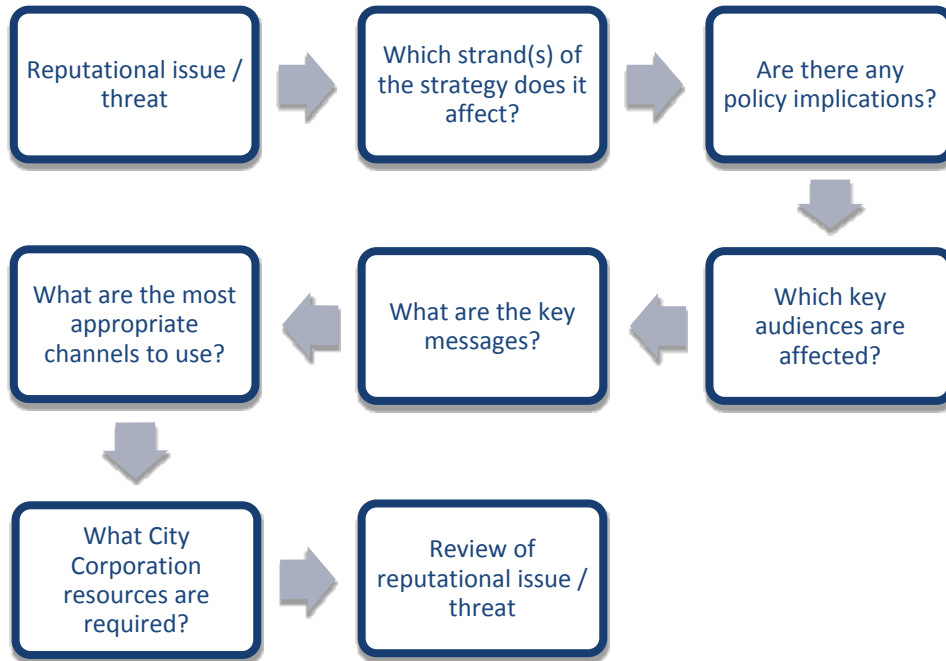 Reputational issue /
threat
Which strand(s) of
the strategy does it
affect?
Are there any
policy implications?
Which key
audiences are
affected?
What are the key
messages?
What are the most
appropriate
channels to use?
What City
Corporation
resources are
required?
Review of
reputational issue /
threat